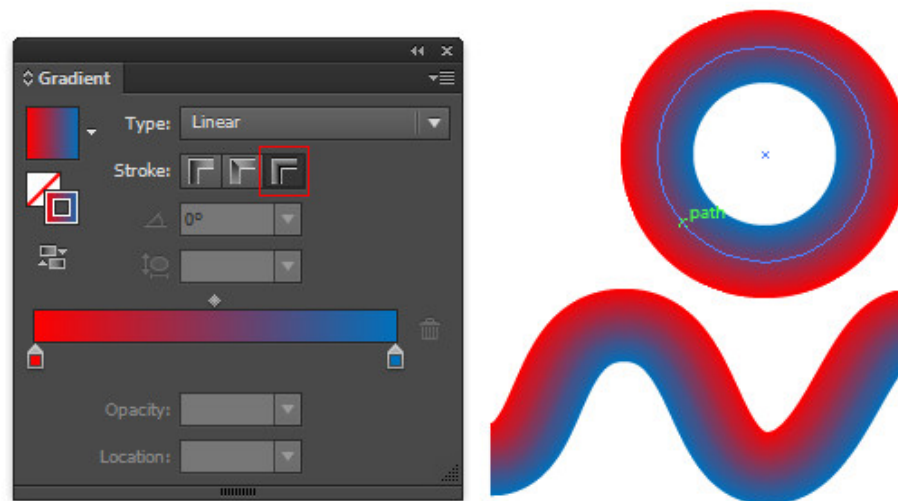 Gradient
Type: Linear
Stroke:
0°
Opacity:
Location:
path